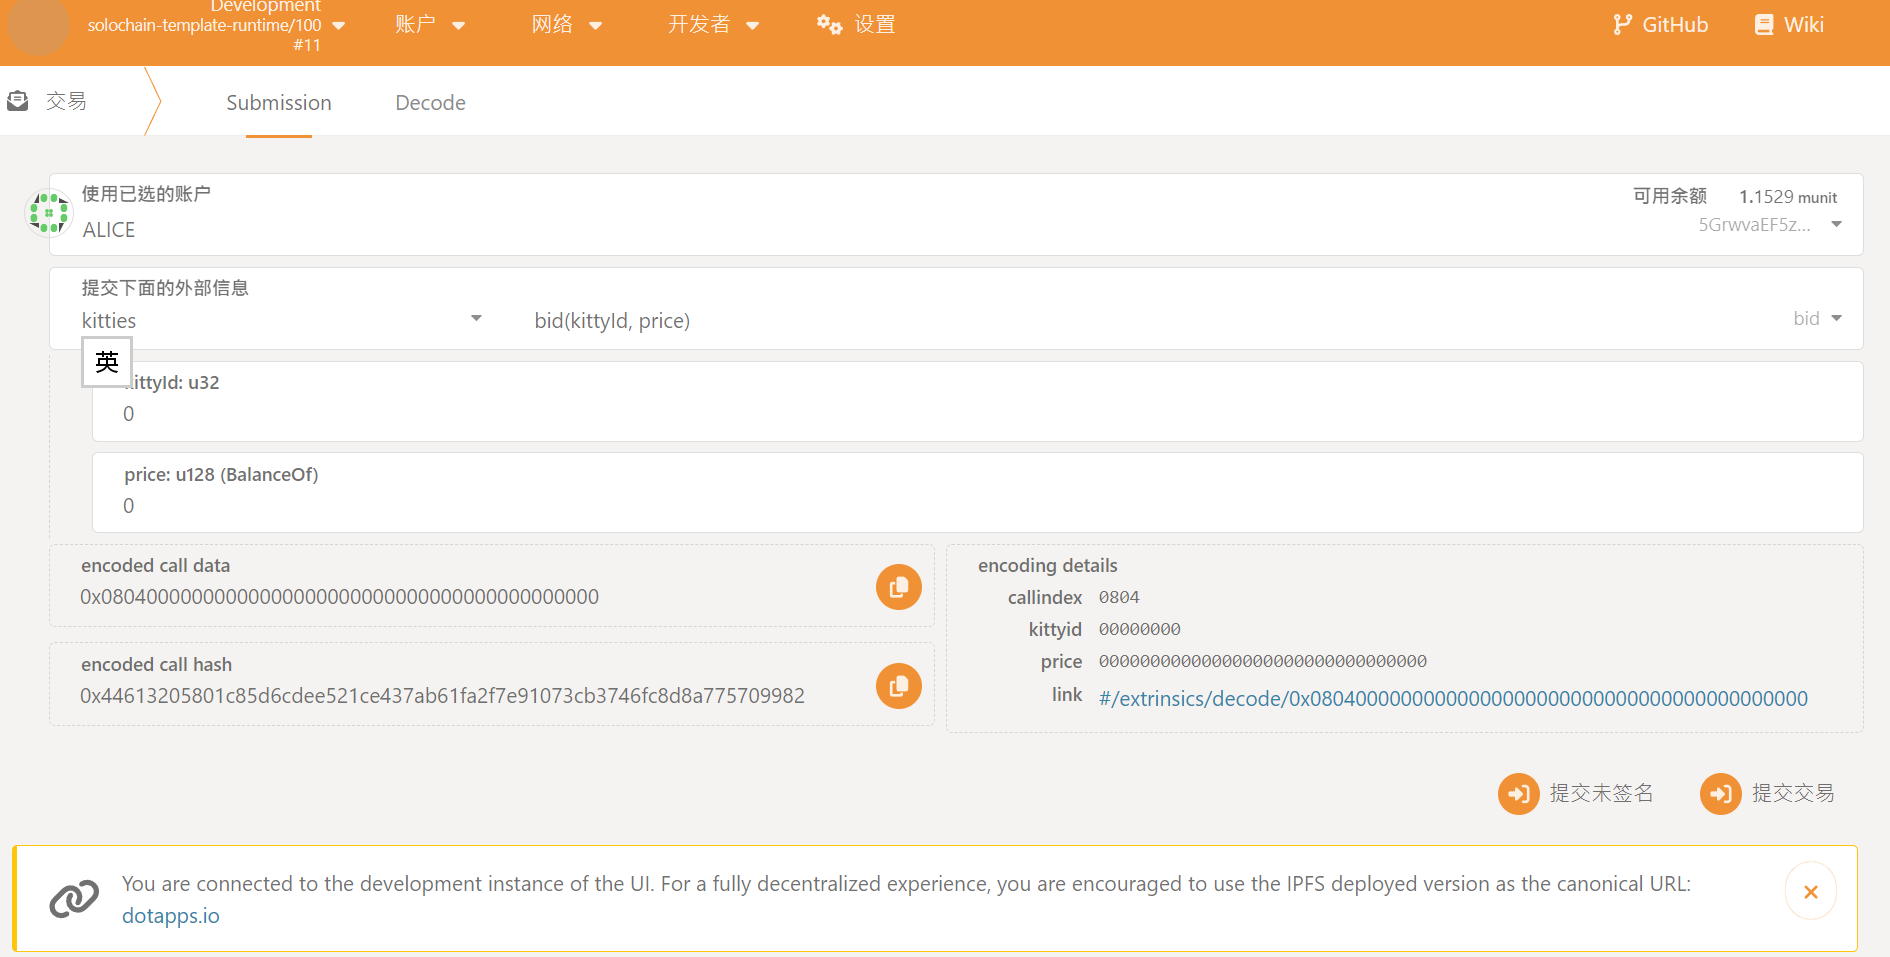 Development
solochain-template-runtime/100
#11
账户
网络
开发者
设置
GitHub
Wiki
交易
Submission
Decode
使用已选的账户
ALICE
可用余额
1.1529 munit
5GrwvaEF5z...
提交下面的外部信息
kitties
bid(kittyId, price)
bid
英
kittyId: u32
0
price: u128 (BalanceOf)
0
encoded call data
0x08040000000000000000000000000000000000000000
encoded call hash
0x44613205801c85d6cdee521ce437ab61fa2f7e91073cb3746fc8d8a775709982
encoding details
callindex 0804
kittyid 00000000
price 00000000000000000000000000000000
link #/extrinsics/decode/0x08040000000000000000000000000000000000000000
提交未签名
提交交易
You are connected to the development instance of the UI. For a fully decentralized experience, you are encouraged to use the IPFS deployed version as the canonical URL:
dotapps.io